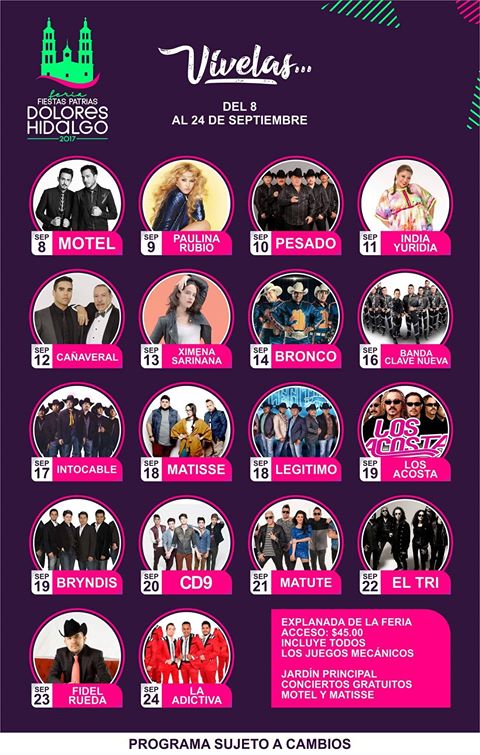 feria
FIESTAS PATRIAS
DOLORES
HIDALGO
2017
Vívelas...
DEL 8
AL 24 DE SEPTIEMBRE
SEP
8
MOTEL
SEP
9
PAULINA
RUBIO
SEP
10
PESADO
SEP
11
INDIA
YURIDIA
SEP
12
CAÑAVERAL
SEP
13
XIMENA
SARIÑANA
SEP
14
BRONCO
SEP
16
BANDA
CLAVE NUEVA
SEP
17
INTOCABLE
SEP
18
MATISSE
SEP
18
LEGITIMO
LOS
ACOSTA
SEP
19
LOS
ACOSTA
SEP
19
BRYNDIS
SEP
20
CD9
SEP
21
MATUTE
SEP
22
EL TRI
SEP
23
FIDEL
RUEDA
SEP
24
LA
ADICTIVA
EXPLANADA DE LA FERIA
ACCESO: $45.00
INCLUYE TODOS
LOS JUEGOS MECÁNICOS
JARDÍN PRINCIPAL
CONCIERTOS GRATUITOS
MOTEL Y MATISSE
PROGRAMA SUJETO A CAMBIOS